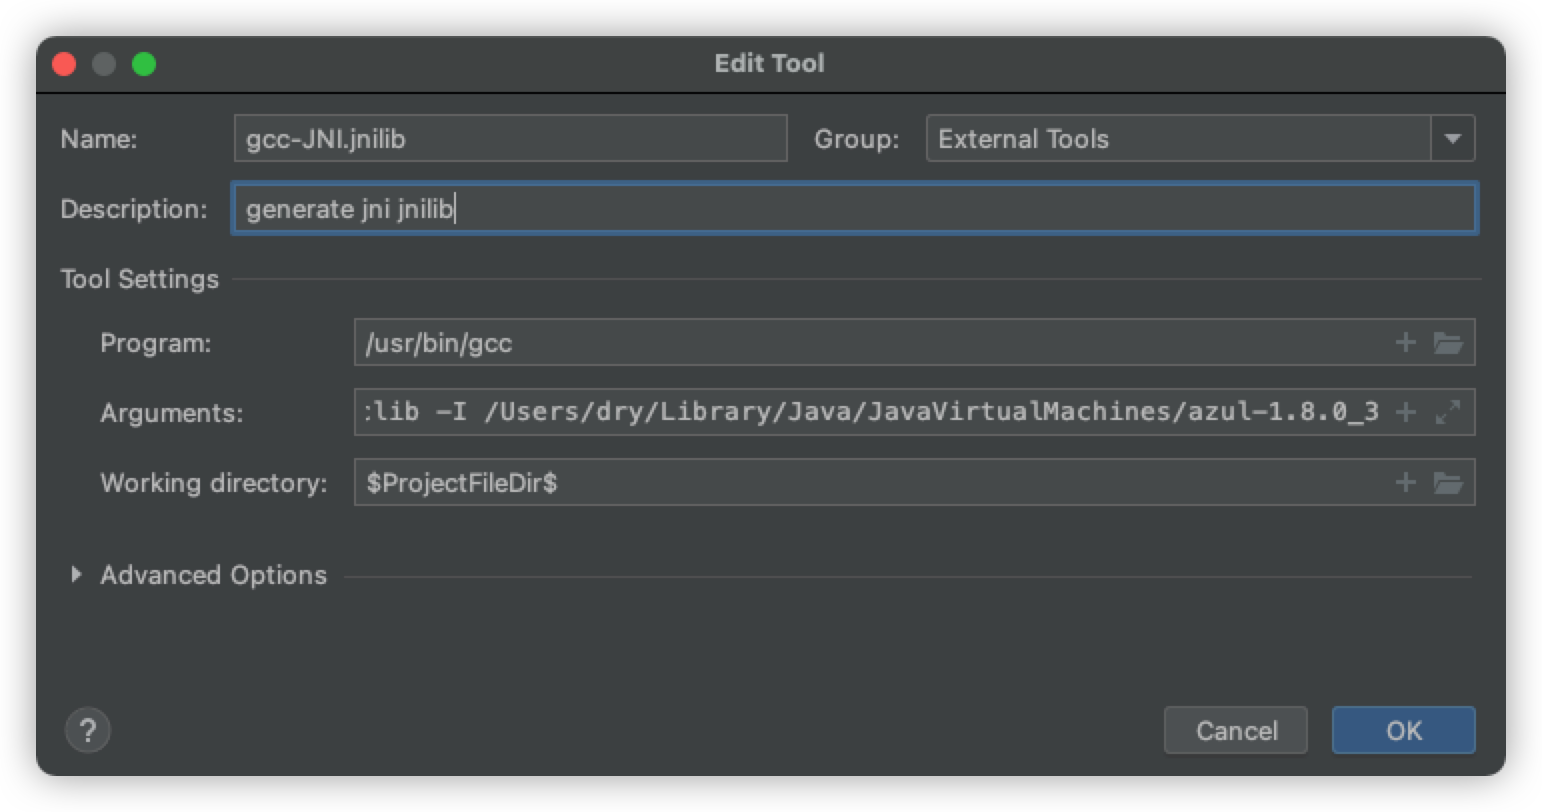 Edit Tool
Name: gcc-JNI.jnilib Group: External Tools
Description: generate jni jnilib
Tool Settings
Program: /usr/bin/gcc
Arguments: :lib -I /Users/dry/Library/Java/JavaVirtualMachines/azul-1.8.0_3
Working directory: $ProjectFileDir$
Advanced Options
? Cancel OK